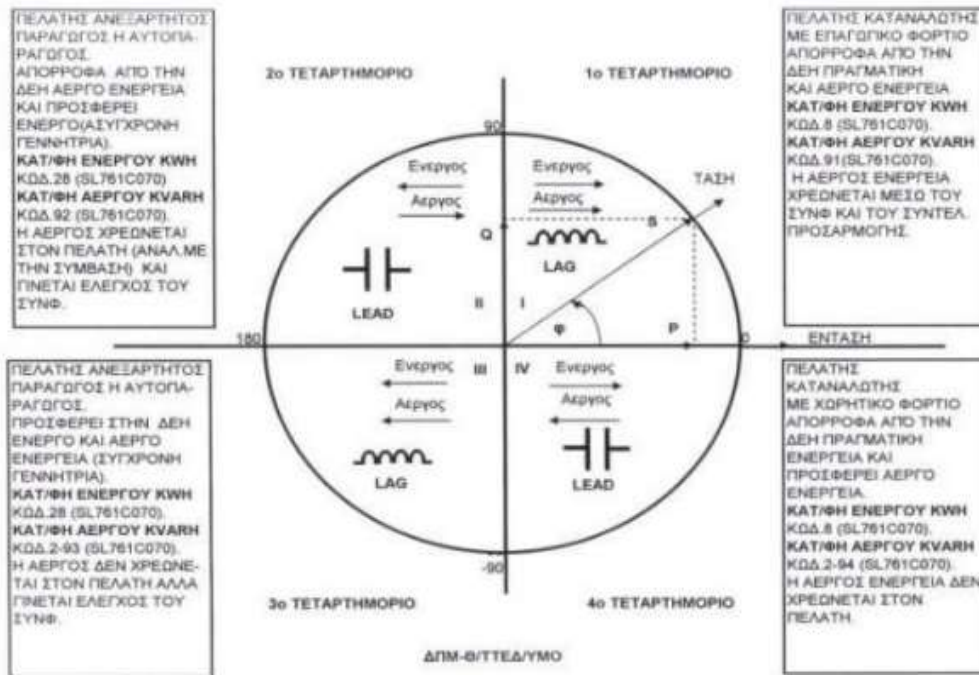 ΠΕΛΑΤΗΣ ΑΝΕΞΑΡΤΗΤΟΣ
ΠΑΡΑΓΩΓΟΣ Η ΑΥΤΟΠΑ-
ΡΑΓΩΓΟΣ.
ΑΠΟΡΡΟΦΑ ΑΠΟ ΤΗΝ
ΔΕΗ ΑΕΡΓΟ ΕΝΕΡΓΕΙΑ
ΚΑΙ ΠΡΟΣΦΕΡΕΙ
ΕΝΕΡΓΟ(ΑΣΥΓΧΡΟΝΗ
ΓΕΝΝΗΤΡΙΑ).
ΚΑΤ/ΦΗ ΕΝΕΡΓΟΥ KWH
ΚΩΔ.28 (SL761C070)
ΚΑΤ/ΦΗ ΑΕΡΓΟΥ KVARH
ΚΩΔ.92 (SL761C070).
Η ΑΕΡΓΟΣ ΧΡΕΩΝΕΤΑΙ
ΣΤΟΝ ΠΕΛΑΤΗ (ΑΝΑΛ.ΜΕ
ΤΗΝ ΣΥΜΒΑΣΗ) ΚΑΙ
ΓΙΝΕΤΑΙ ΕΛΕΓΧΟΣ ΤΟΥ
ΣΥΝΦ.
2ο ΤΕΤΑΡΤΗΜΟΡΙΟ
1ο ΤΕΤΑΡΤΗΜΟΡΙΟ
ΠΕΛΑΤΗΣ ΚΑΤΑΝΑΛΩΤΗΣ
ΜΕ ΕΠΑΓΩΓΙΚΟ ΦΟΡΤΙΟ
ΑΠΟΡΡΟΦΑ ΑΠΟ ΤΗΝ
ΔΕΗ ΠΡΑΓΜΑΤΙΚΗ
ΚΑΙ ΑΕΡΓΟ ΕΝΕΡΓΕΙΑ
ΚΑΤ/ΦΗ ΕΝΕΡΓΟΥ KWH
ΚΩΔ.8 (SL761C070).
ΚΑΤ/ΦΗ ΑΕΡΓΟΥ KVARH
ΚΩΔ.91(SL761C070).
Η ΑΕΡΓΟΣ ΕΝΕΡΓΕΙΑ
ΧΡΕΩΝΕΤΑΙ ΜΕΣΩ ΤΟΥ
ΣΥΝΦ ΚΑΙ ΤΟΥ ΣΥΝΤΕΛ.
ΠΡΟΣΑΡΜΟΓΗΣ.
90
Ενεργος
Αεργος
Ενεργος
Αεργος
ΤΑΣΗ
Q
S
LAG
LEAD
II
I
φ
P
180
0
ΕΝΤΑΣΗ
ΠΕΛΑΤΗΣ ΑΝΕΞΑΡΤΗΤΟΣ
ΠΑΡΑΓΩΓΟΣ Η ΑΥΤΟΠΑ-
ΡΑΓΩΓΟΣ.
ΠΡΟΣΦΕΡΕΙ ΣΤΗΝ ΔΕΗ
ΕΝΕΡΓΟ ΚΑΙ ΑΕΡΓΟ
ΕΝΕΡΓΕΙΑ (ΣΥΓΧΡΟΝΗ
ΓΕΝΝΗΤΡΙΑ).
ΚΑΤ/ΦΗ ΕΝΕΡΓΟΥ KWH
ΚΩΔ.28 (SL761C070).
ΚΑΤ/ΦΗ ΑΕΡΓΟΥ KVARH
ΚΩΔ.2-93 (SL761C070).
Η ΑΕΡΓΟΣ ΔΕΝ ΧΡΕΩΝΕ-
ΤΑΙ ΣΤΟΝ ΠΕΛΑΤΗ ΑΛΛΑ
ΓΙΝΕΤΑΙ ΕΛΕΓΧΟΣ ΤΟΥ
ΣΥΝΦ.
III
IV
Ενεργος
Αεργος
LAG
Ενεργος
Αεργος
LEAD
-90
ΠΕΛΑΤΗΣ
ΚΑΤΑΝΑΛΩΤΗΣ
ΜΕ ΧΩΡΗΤΙΚΟ ΦΟΡΤΙΟ
ΑΠΟΡΡΟΦΑ ΑΠΟ ΤΗΝ
ΔΕΗ ΠΡΑΓΜΑΤΙΚΗ
ΕΝΕΡΓΕΙΑ ΚΑΙ
ΠΡΟΣΦΕΡΕΙ ΑΕΡΓΟ
ΕΝΕΡΓΕΙΑ.
ΚΑΤ/ΦΗ ΕΝΕΡΓΟΥ KWH
ΚΩΔ.8 (SL761C070).
ΚΑΤ/ΦΗ ΑΕΡΓΟΥ KVARH
ΚΩΔ.2-94 (SL761C070).
Η ΑΕΡΓΟΣ ΕΝΕΡΓΕΙΑ ΔΕΝ
ΧΡΕΩΝΕΤΑΙ ΣΤΟΝ
ΠΕΛΑΤΗ.
3ο ΤΕΤΑΡΤΗΜΟΡΙΟ
4ο ΤΕΤΑΡΤΗΜΟΡΙΟ
ΔΠΜ-Θ/ΤΤΕΔ/ΥΜΟ